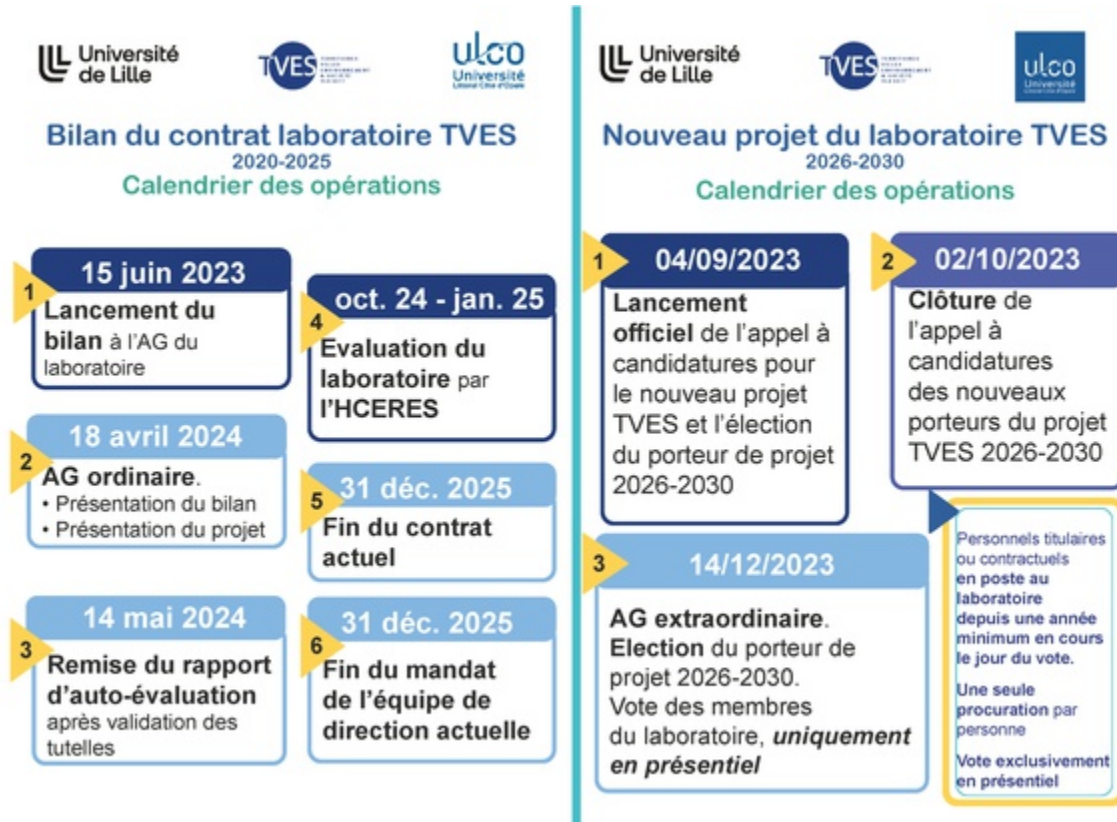 Université
de Lille
TVES
ulco
Université
Littoral Côte d'Opale
Bilan du contrat laboratoire TVES
2020-2025
Calendrier des opérations
1
15 juin 2023
Lancement du
bilan à l'AG du
laboratoire
2
18 avril 2024
AG ordinaire.
• Présentation du bilan
• Présentation du projet
3
14 mai 2024
Remise du rapport
d'auto-évaluation
après validation des
tutelles
4
oct. 24 - jan. 25
Evaluation du
laboratoire par
l'HCERES
5
31 déc. 2025
Fin du contrat
actuel
6
31 déc. 2025
Fin du mandat
de l'équipe de
direction actuelle
Université
de Lille
TVES
ulco
Université
Littoral Côte d'Opale
Nouveau projet du laboratoire TVES
2026-2030
Calendrier des opérations
1
04/09/2023
Lancement
officiel de l'appel à
candidatures pour
le nouveau projet
TVES et l'élection
du porteur de projet
2026-2030
2
02/10/2023
Clôture de
l'appel à
candidatures
des nouveaux
porteurs du projet
TVES 2026-2030
3
14/12/2023
AG extraordinaire.
Election du porteur de
projet 2026-2030.
Vote des membres
du laboratoire, uniquement
en présentiel
Personnels titulaires
ou contractuels
en poste au
laboratoire
depuis une année
minimum en cours
le jour du vote.
Une seule
procuration par
personne
Vote exclusivement
en présentiel